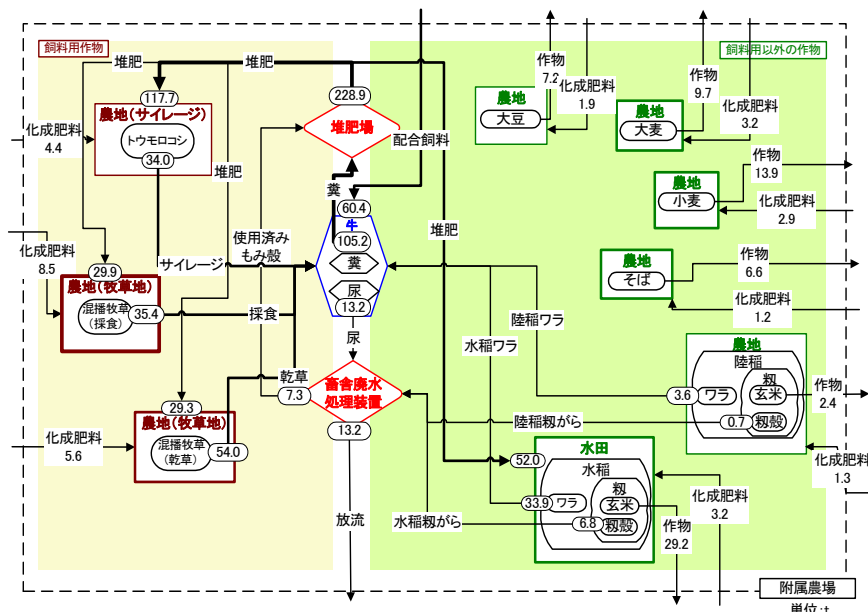 飼料用作物
飼料用以外の作物
堆肥
堆肥
117.7
228.9
農地(サイレージ)
トウモロコシ
34.0
化成肥料
4.4
堆肥場
配合飼料
堆肥
糞
60.4
牛
105.2
糞
尿
13.2
使用済み
もみ殻
サイレージ
化成肥料
8.5
29.9
農地(牧草地)
混播牧草
(採食)
35.4
採食
尿
乾草
畜舎廃水
処理装置
7.3
13.2
29.3
農地(牧草地)
混播牧草
(乾草)
54.0
化成肥料
5.6
放流
作物
7.2
農地
大豆
化成肥料
1.9
作物
9.7
農地
大麦
化成肥料
3.2
作物
13.9
農地
小麦
化成肥料
2.9
堆肥
農地
そば
作物
6.6
化成肥料
1.2
水稲ワラ
陸稲ワラ
農地
陸稲
3.6
ワラ
籾
玄米
0.7
籾殻
作物
2.4
陸稲籾がら
化成肥料
1.3
水田
52.0
水稲
33.9
ワラ
籾
玄米
6.8
籾殻
水稲籾がら
作物
29.2
化成肥料
3.2
附属農場
単位:t